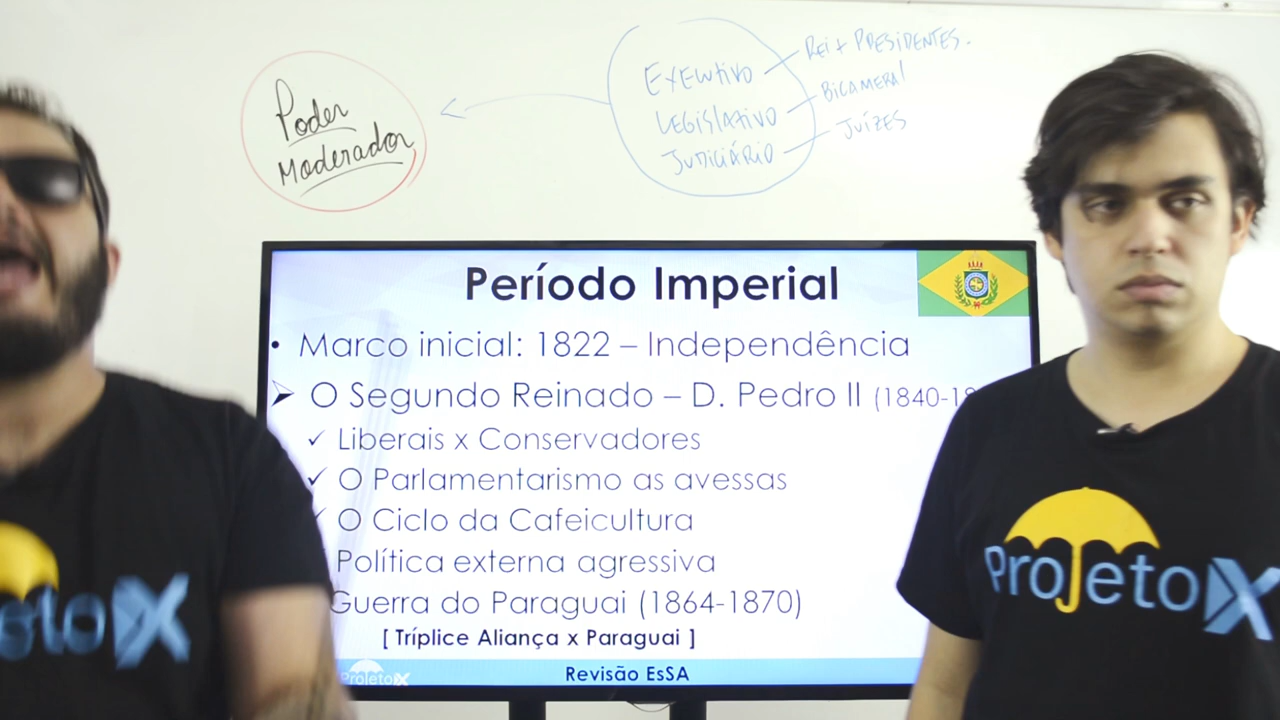 Poder
Moderador
EXECUTIVO
LEGISLATIVO
JUDICIÁRIO
REI + PRESIDENTES.
BICAMERAL
JUÍZES
Período Imperial
• Marco inicial: 1822 – Independência
➢ O Segundo Reinado – D. Pedro II (1840-18
✓ Liberais x Conservadores
✓ O Parlamentarismo as avessas
✓ O Ciclo da Cafeicultura
Política externa agressiva
Guerra do Paraguai (1864-1870)
[ Tríplice Aliança x Paraguai ]
ProjetoX
Revisão EsSA
etoX
ProjetoX